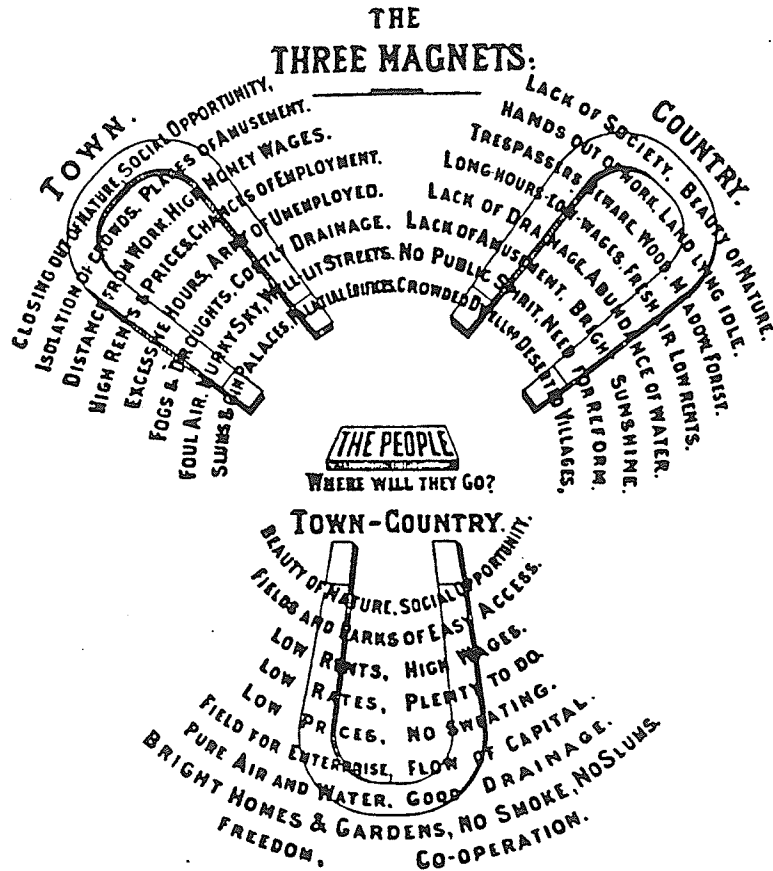 THE
THREE MAGNETS:
TOWN.
CLOSING OUT OF NATURE. SOCIAL OPPORTUNITY,
ISOLATION OF CROWDS. PLACES OF AMUSEMENT.
DISTANCE FROM WORK. HIGH MONEY WAGES.
HIGH RENTS & PRICES. CHANCES OF EMPLOYMENT.
EXCESSIVE HOURS. ARMY OF UNEMPLOYED.
FOGS & DROUGHTS. COSTLY DRAINAGE.
FOUL AIR. MURKY SKY. WELL-LIT STREETS.
SLUMS & GIN PALACES. PALATIAL EDIFICES.
COUNTRY.
LACK OF SOCIETY. BEAUTY OF NATURE.
HANDS OUT OF WORK. LAND LYING IDLE.
TRESPASSERS BEWARE. WOOD. MEADOW. FOREST.
LONG-HOURS-LOW-WAGES. FRESH AIR LOW RENTS.
LACK OF DRAINAGE. ABUNDANCE OF WATER.
LACK OF AMUSEMENT. BRIGHT SUNSHINE.
NO PUBLIC SPIRIT. NEED FOR REFORM.
CROWDED DESERTED VILLAGES,
THE PEOPLE
WHERE WILL THEY GO?
TOWN-COUNTRY.
BEAUTY OF NATURE. SOCIAL OPPORTUNITY.
FIELDS AND PARKS OF EASY ACCESS.
LOW RENTS, HIGH WAGES.
LOW RATES, PLENTY TO DO.
LOW PRICES, NO SWEATING.
FIELD FOR ENTERPRISE, FLOW OF CAPITAL.
PURE AIR AND WATER. GOOD DRAINAGE.
BRIGHT HOMES & GARDENS, NO SMOKE, NO SLUMS.
FREEDOM, CO-OPERATION.